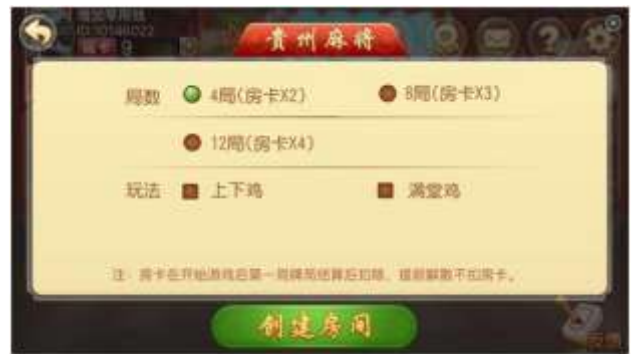 贵州麻将
局数 4局(房卡X2) 8局(房卡X3)
12局(房卡X4)
玩法 上下鸡 满堂鸡
注:房卡在开始游戏后第一局牌局结算后扣除,提前解散不扣房卡。
创建房间